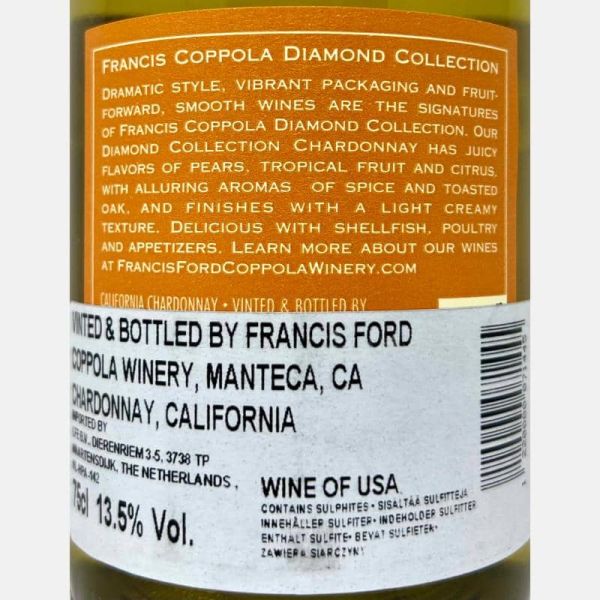 FRANCIS COPPOLA DIAMOND COLLECTION
DRAMATIC STYLE, VIBRANT PACKAGING AND FRUIT-
FORWARD, SMOOTH WINES ARE THE SIGNATURES
OF FRANCIS COPPOLA DIAMOND COLLECTION. OUR
DIAMOND COLLECTION CHARDONNAY HAS JUICY
FLAVORS OF PEARS, TROPICAL FRUIT AND CITRUS,
WITH ALLURING AROMAS OF SPICE AND TOASTED
OAK, AND FINISHES WITH A LIGHT CREAMY
TEXTURE. DELICIOUS WITH SHELLFISH, POULTRY
AND APPETIZERS. LEARN MORE ABOUT OUR WINES
AT FRANCISFORDCOPPOLAWINERY.COM
CALIFORNIA CHARDONNAY • VINTED & BOTTLED BY
VINTED & BOTTLED BY FRANCIS FORD
COPPOLA WINERY, MANTECA, CA
CHARDONNAY, CALIFORNIA
IMPORTED BY
DIERENRIEM 3-5, 3738 TP
MAARTENSDIJK, THE NETHERLANDS,
75cl 13.5% Vol.
WINE OF USA
CONTAINS SULPHITES• SISÄLTÄÄ SULFITTEJA
INNEHÅLLER SULFITER• INDEHOLDER SULFITTER
ENTHALT SULFITE• BEVAT SULFIETEN•
ZAWIERA SIARCZYNY